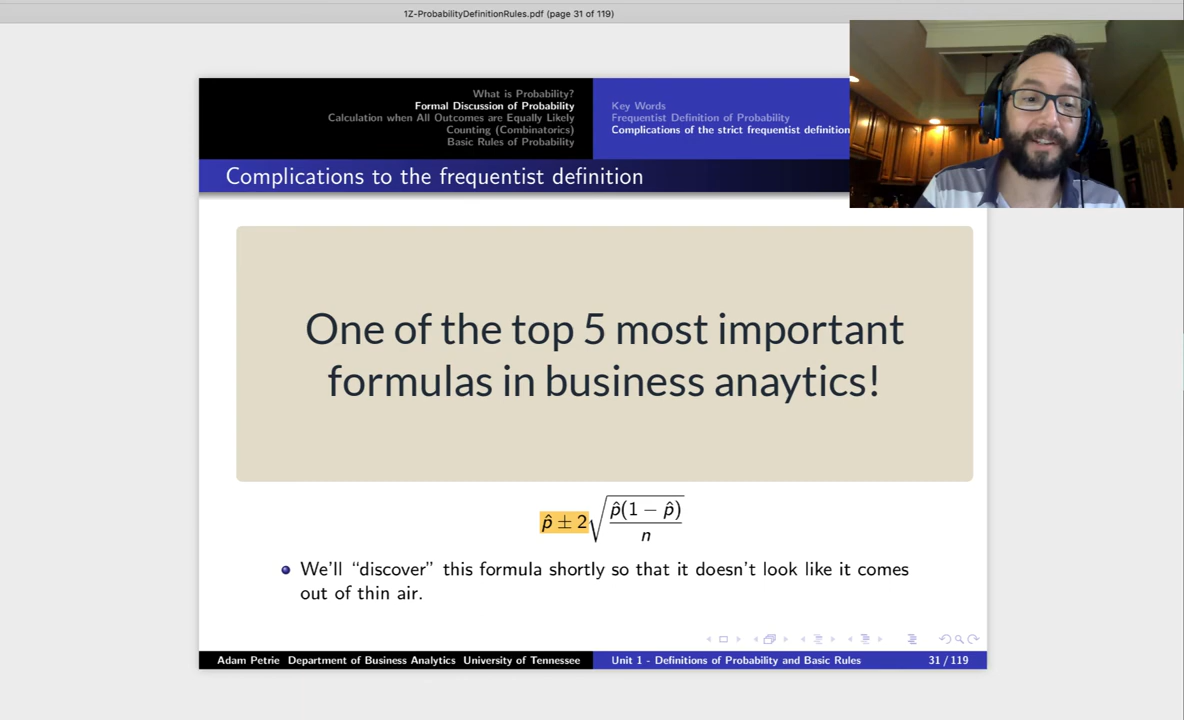 1Z-ProbabilityDefinitionRules.pdf (page 31 of 119)
What is Probability?
Formal Discussion of Probability
Calculation when All Outcomes are Equally Likely
Counting (Combinatorics)
Basic Rules of Probability
Key Words
Frequentist Definition of Probability
Complications of the strict frequentist definition
Complications to the frequentist definition
One of the top 5 most important
formulas in business anaytics!
p̂ ± 2√(p̂(1 − p̂)/n)
We'll “discover” this formula shortly so that it doesn't look like it comes
out of thin air.
Adam Petrie Department of Business Analytics University of Tennessee
Unit 1 - Definitions of Probability and Basic Rules
31 / 119